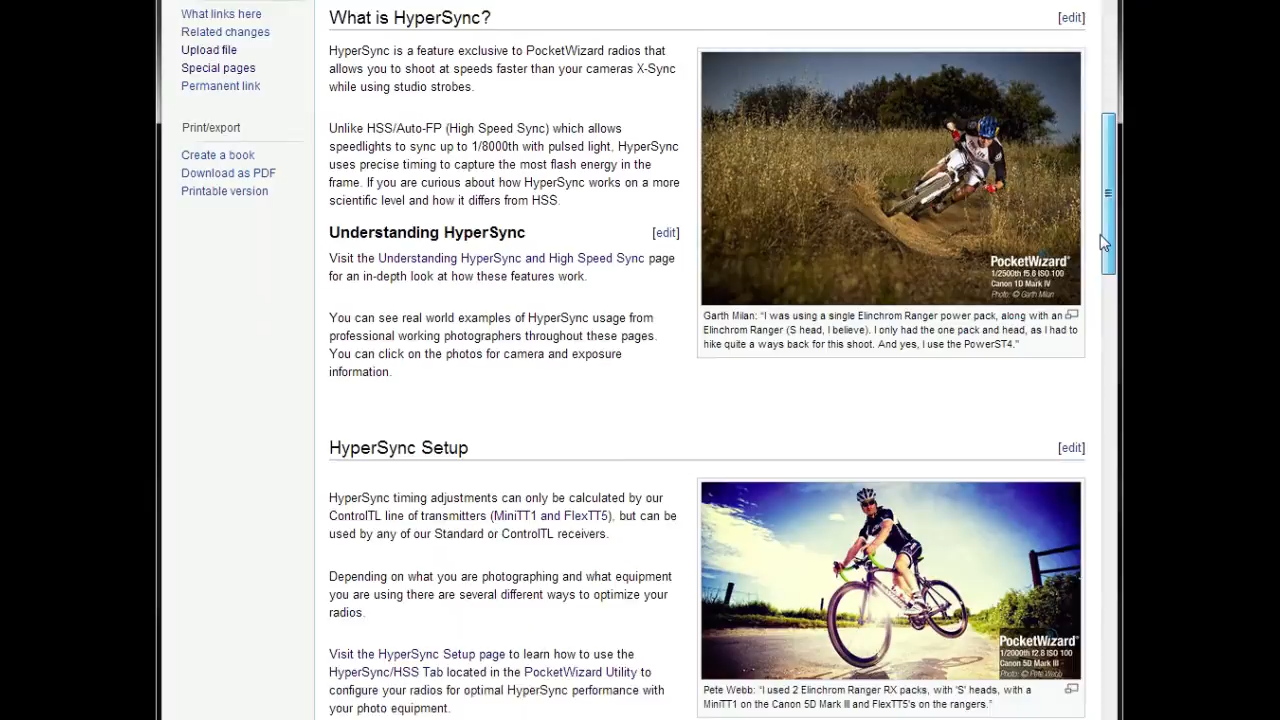 What links here
Related changes
Upload file
Special pages
Permanent link
Print/export
Create a book
Download as PDF
Printable version
What is HyperSync?
[edit]
HyperSync is a feature exclusive to PocketWizard radios that
allows you to shoot at speeds faster than your cameras X-Sync
while using studio strobes.
Unlike HSS/Auto-FP (High Speed Sync) which allows
speedlights to sync up to 1/8000th with pulsed light, HyperSync
uses precise timing to capture the most flash energy in the
frame. If you are curious about how HyperSync works on a more
scientific level and how it differs from HSS.
Understanding HyperSync
[edit]
Visit the Understanding HyperSync and High Speed Sync page
for an in-depth look at how these features work.
You can see real world examples of HyperSync usage from
professional working photographers throughout these pages.
You can click on the photos for camera and exposure
information.
PocketWizard
1/2500th f5.6 ISO 100
Canon 1D Mark IV
Photo: © Garth Milan
Garth Milan: “I was using a single Elinchrom Ranger power pack, along with an
Elinchrom Ranger (S head, I believe). I only had the one pack and head, as I had to
hike quite a ways back for this shoot. And yes, I use the PowerST4.”
HyperSync Setup
[edit]
HyperSync timing adjustments can only be calculated by our
ControlTL line of transmitters (MiniTT1 and FlexTT5), but can be
used by any of our Standard or ControlTL receivers.
Depending on what you are photographing and what equipment
you are using there are several different ways to optimize your
radios.
Visit the HyperSync Setup page to learn how to use the
HyperSync/HSS Tab located in the PocketWizard Utility to
configure your radios for optimal HyperSync performance with
your photo equipment.
PocketWizard
1/2000th f2.8 ISO 100
Canon 5D Mark III
Photo: © Pete Webb
Pete Webb: “I used 2 Elinchrom Ranger RX packs, with 'S' heads, with a
MiniTT1 on the Canon 5D Mark III and FlexTT5's on the rangers.”